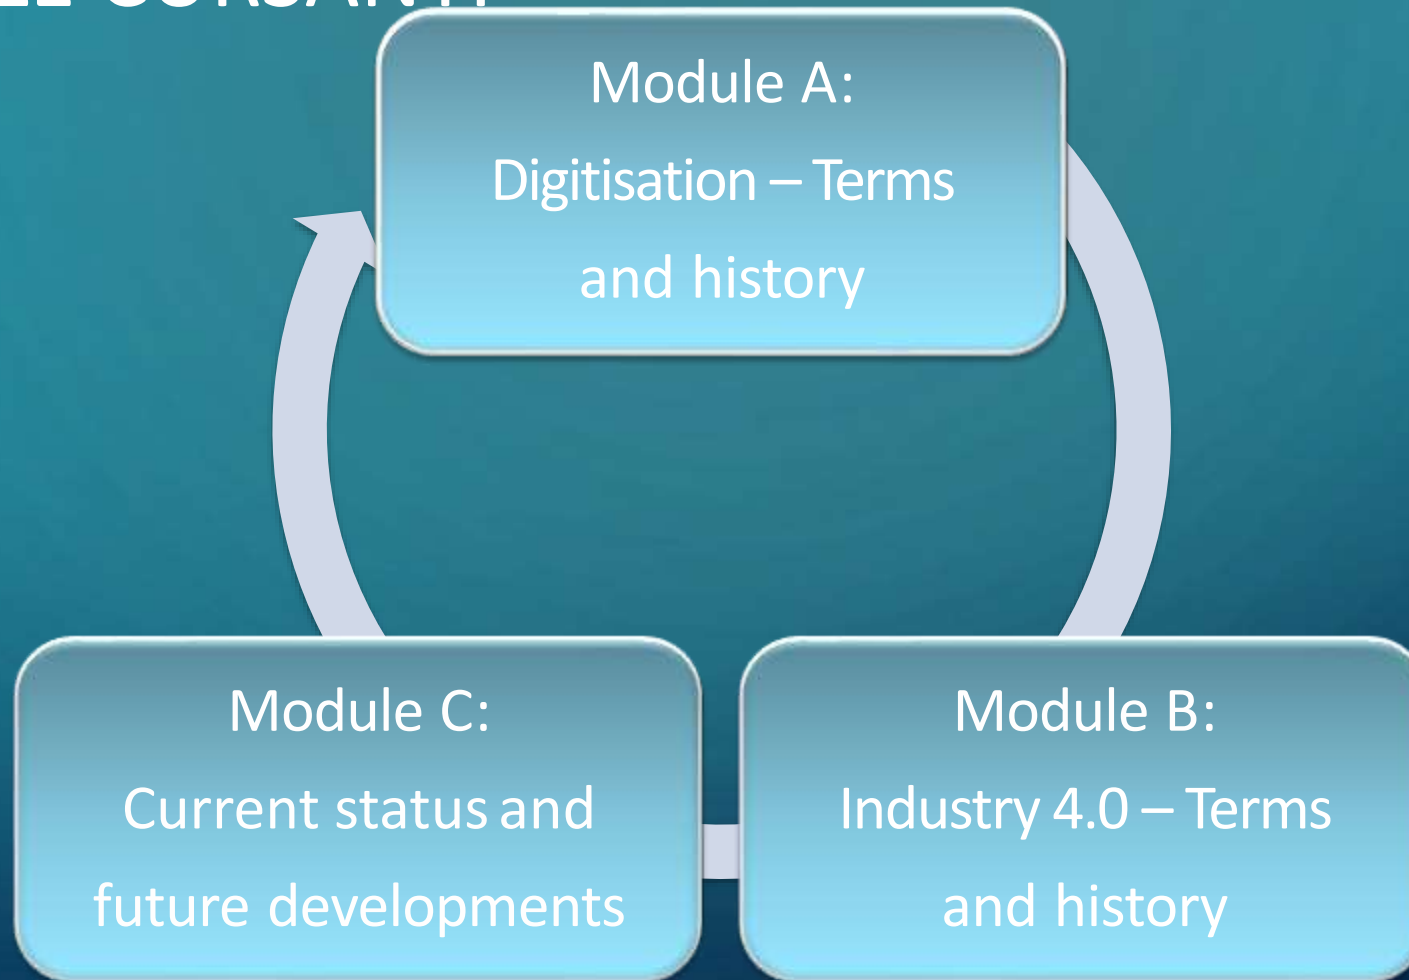 Module A:
Digitisation – Terms
and history
Module B:
Industry 4.0 – Terms
and history
Module C:
Current status and
future developments